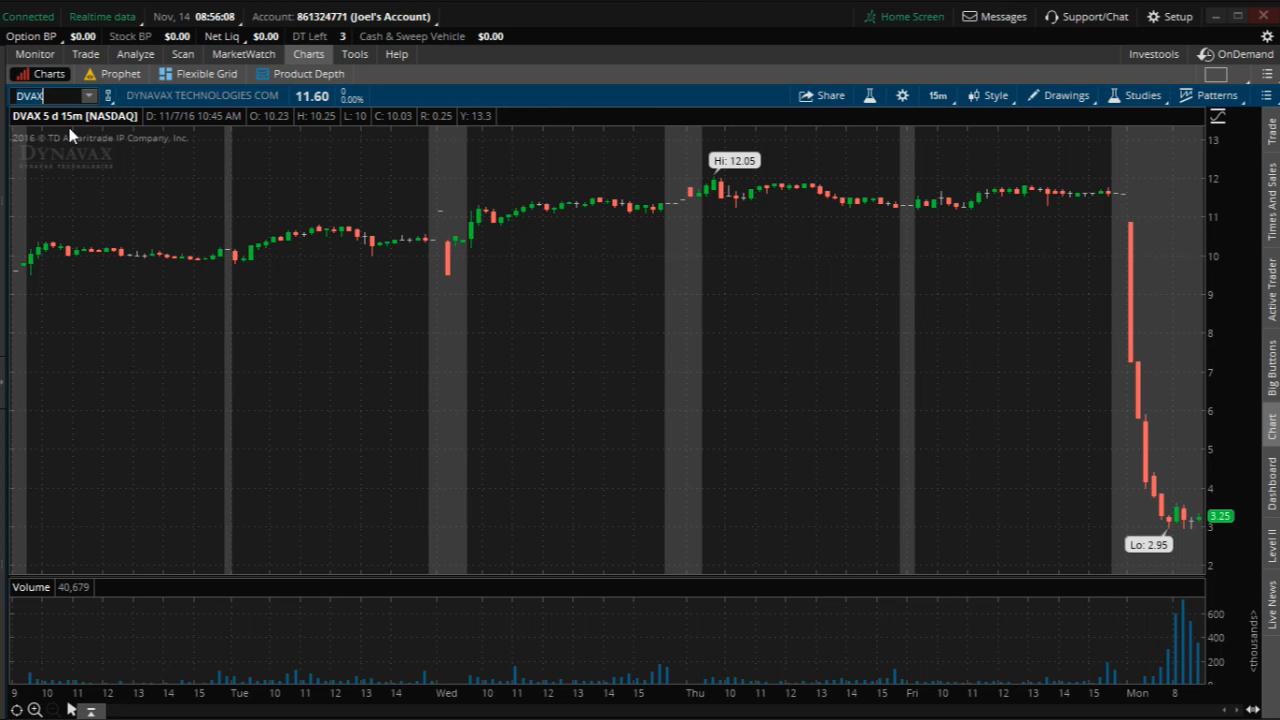 Connected Realtime data Nov, 14 08:56:08 Account: 861324771 (Joel's Account) Home Screen Messages Support/Chat Setup
Option BP $0.00 Stock BP $0.00 Net Liq $0.00 DT Left 3 Cash & Sweep Vehicle $0.00
Monitor Trade Analyze Scan MarketWatch Charts Tools Help Investools OnDemand
Charts Prophet Flexible Grid Product Depth
DVAX DYNAVAX TECHNOLOGIES COM 11.60 0 0.00% Share 15m Style Drawings Studies Patterns
DVAX 5 d 15m [NASDAQ] D: 11/7/16 10:45 AM O: 10.23 H: 10.25 L: 10 C: 10.03 R: 0.25 Y: 13.3
DYNAVAX
DYNAVAX TECHNOLOGIES
Hi: 12.05
Lo: 2.95
13
12
11
10
9
8
7
6
5
4
3.25
3
2
Volume 40,679
600
400
200
0
<thousands>
9 10 11 12 13 14 15 Tue 10 11 12 13 14 Wed 10 11 12 13 14 15 Thu 10 11 12 13 14 15 Fri 10 11 12 13 14 15 Mon 8
Trade
Times And Sales
Active Trader
Big Buttons
Chart
Dashboard
Level II
Live News